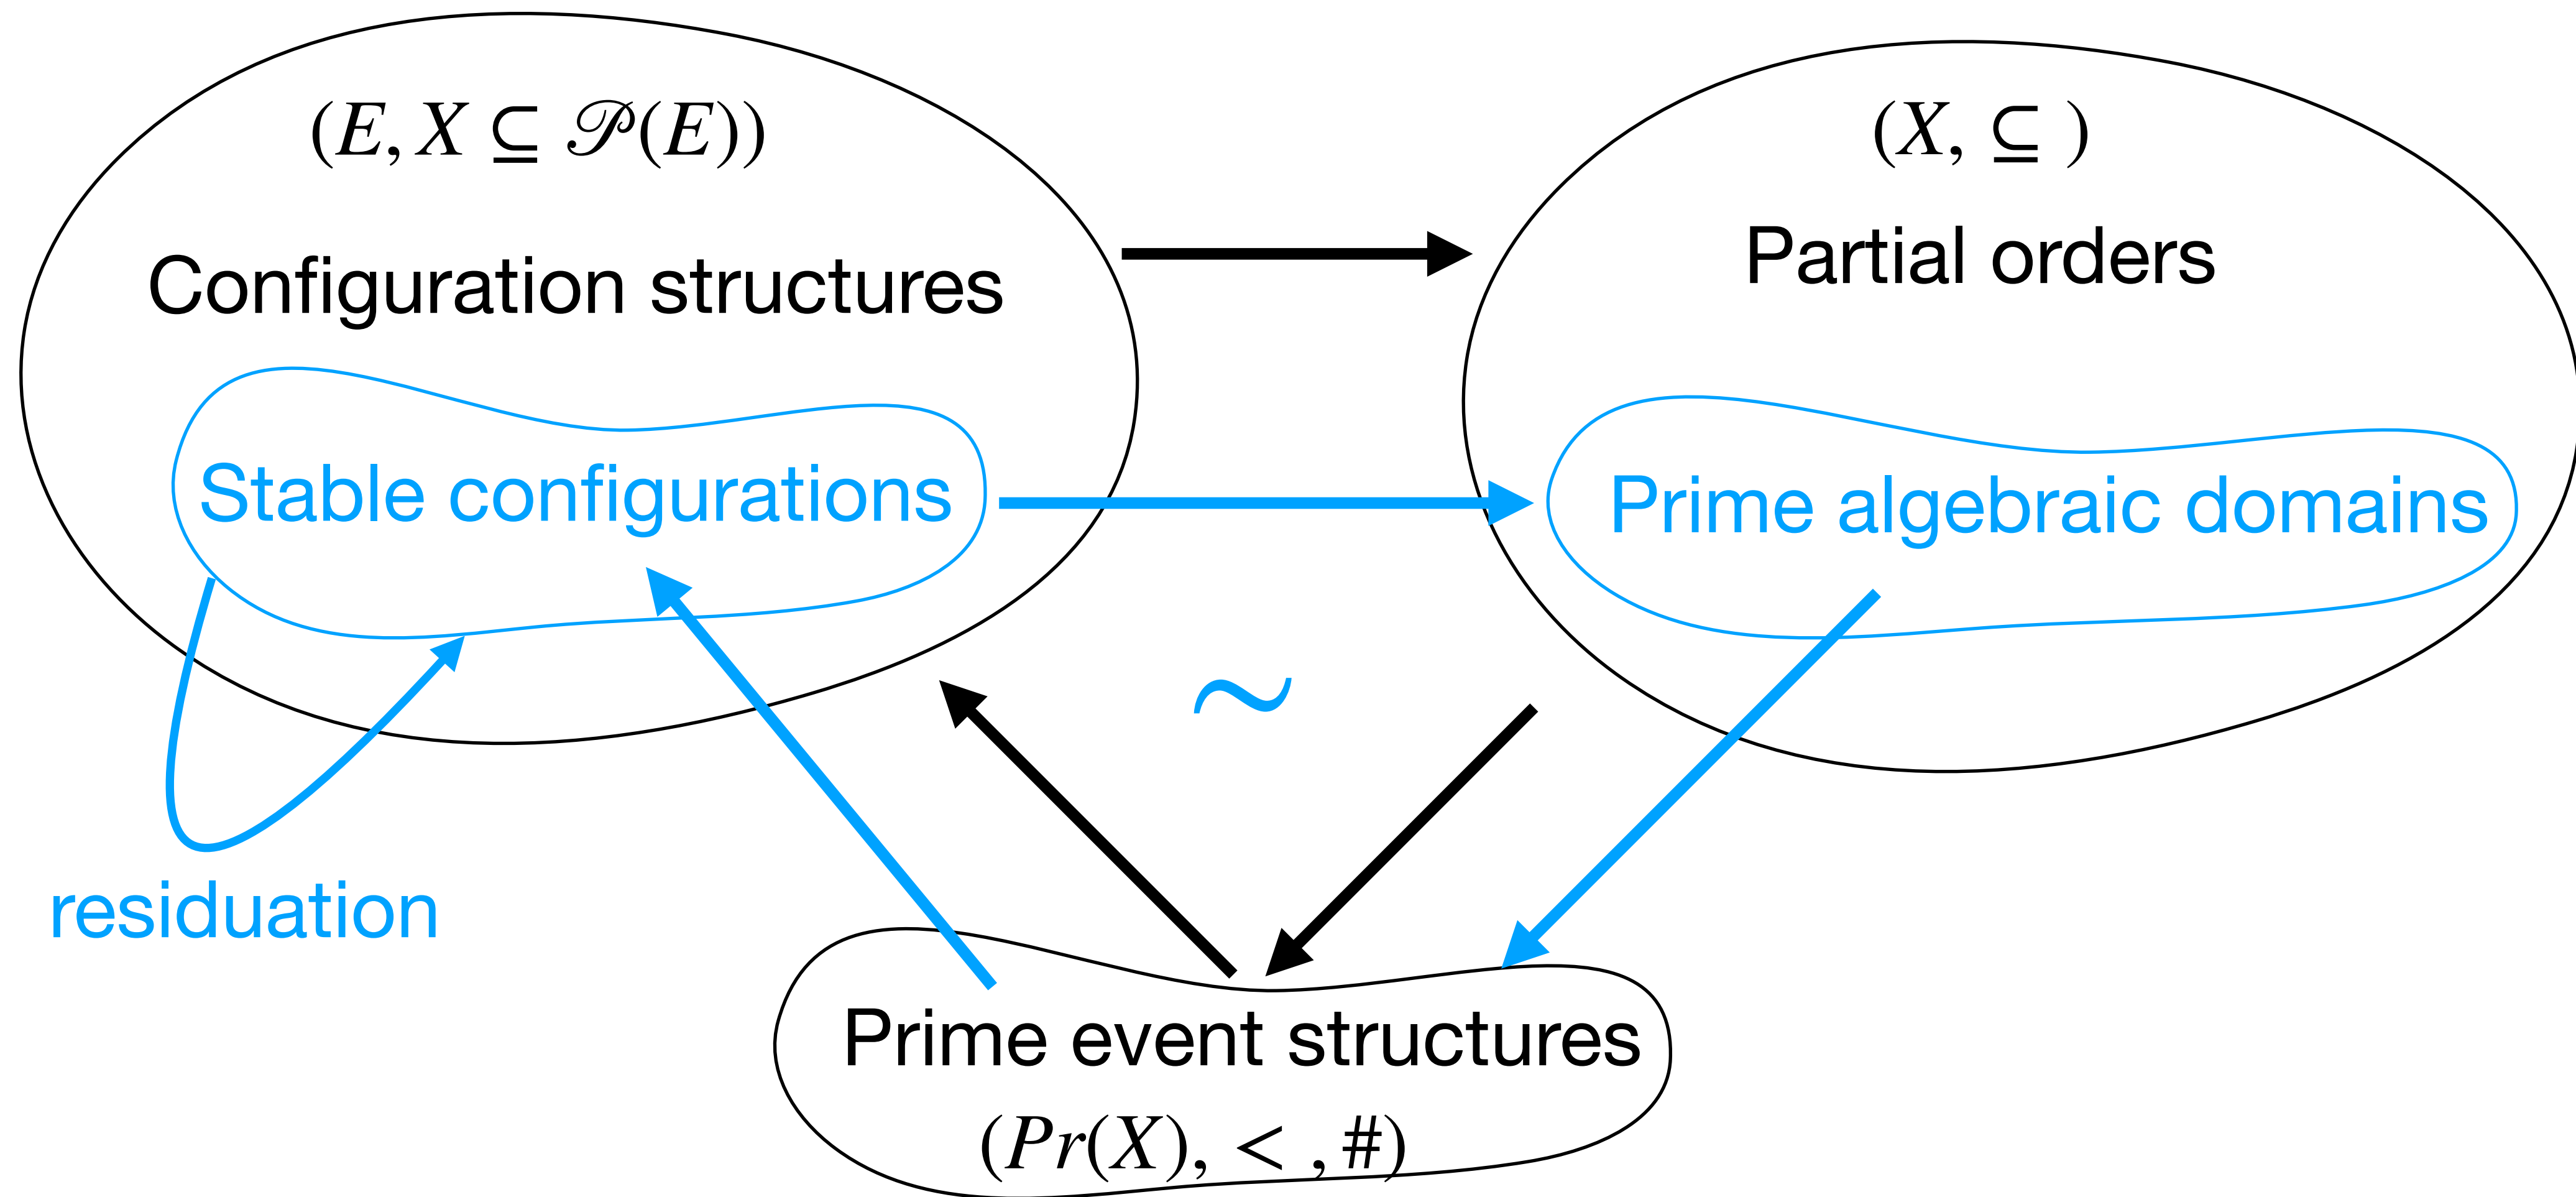 (E, X ⊆ 𝒫(E))
Configuration structures
Stable configurations
residuation
(X, ⊆ )
Partial orders
Prime algebraic domains
∼
Prime event structures
(Pr(X), < , #)